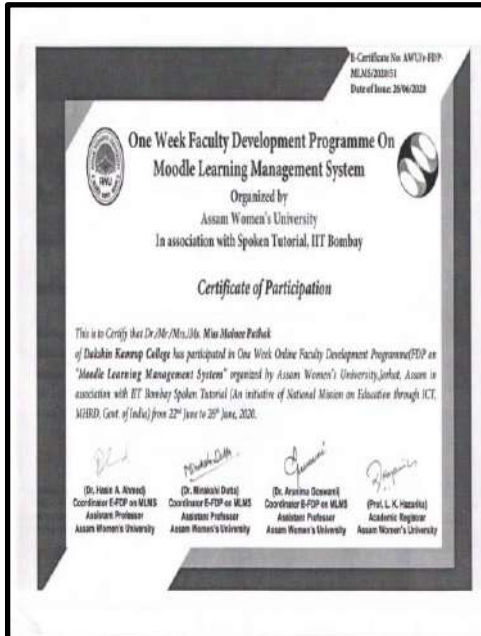 E-Certificate No: AWU/e-FDP-
MLMS/2020/51
Date of Issue: 26/06/2020
AWU
One Week Faculty Development Programme On
Moodle Learning Management System
Organized by
Assam Women's University
In association with Spoken Tutorial, IIT Bombay
Certificate of Participation
This is to Certify that Dr./Mr./Mrs./Ms. Miss Mainee Pathak
of Dakshin Kamrup College has participated in One Week Online Faculty Development Programme(FDP on
"Moodle Learning Management System" organized by Assam Women's University, Jorhat, Assam in
association with IIT Bombay Spoken Tutorial (An initiative of National Mission on Education through ICT,
MHRD, Govt. of India) from 22nd June to 26th June, 2020.
(Dr. Hasin A. Ahmed) (Dr. Minakshi Dutta) (Dr. Arunima Goswami) (Prof. L. K. Hazarika)
Coordinator E-FDP on MLMS Coordinator E-FDP on MLMS Coordinator E-FDP on MLMS Academic Registrar
Assistant Professor Assistant Professor Assistant Professor Assam Women's University
Assam Women's University Assam Women's University Assam Women's University